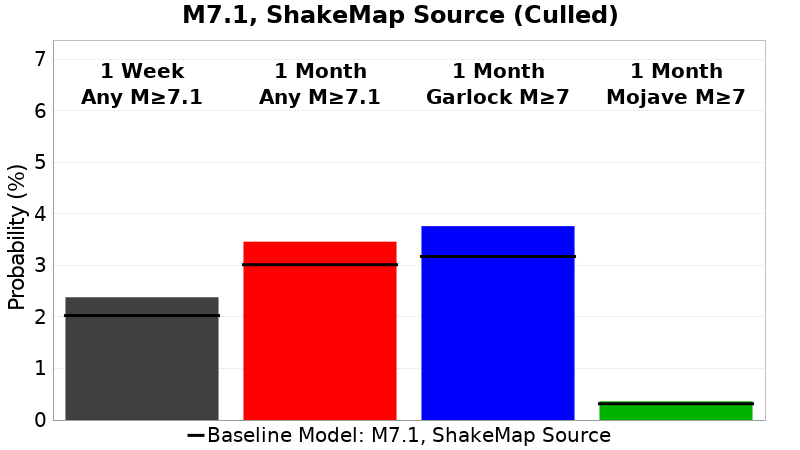 M7.1, ShakeMap Source (Culled)
Probability (%)
7
6
5
4
3
2
1
0
1 Week
Any M≥7.1
1 Month
Any M≥7.1
1 Month
Garlock M≥7
1 Month
Mojave M≥7
Baseline Model: M7.1, ShakeMap Source